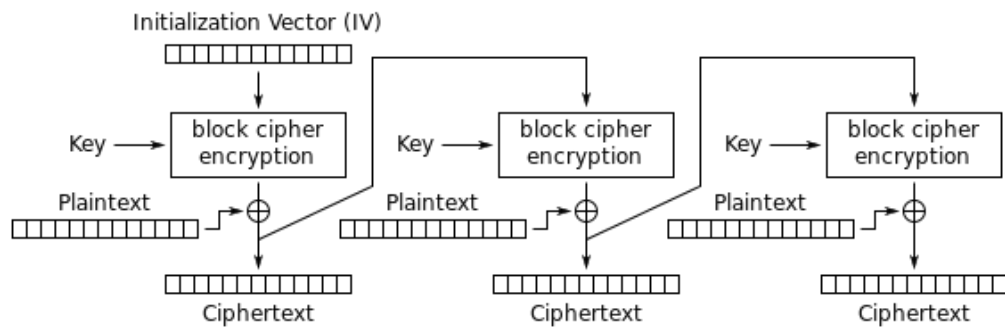 Initialization Vector (IV)
Key
block cipher
encryption
Key
block cipher
encryption
Key
block cipher
encryption
Plaintext
Plaintext
Plaintext
Ciphertext
Ciphertext
Ciphertext